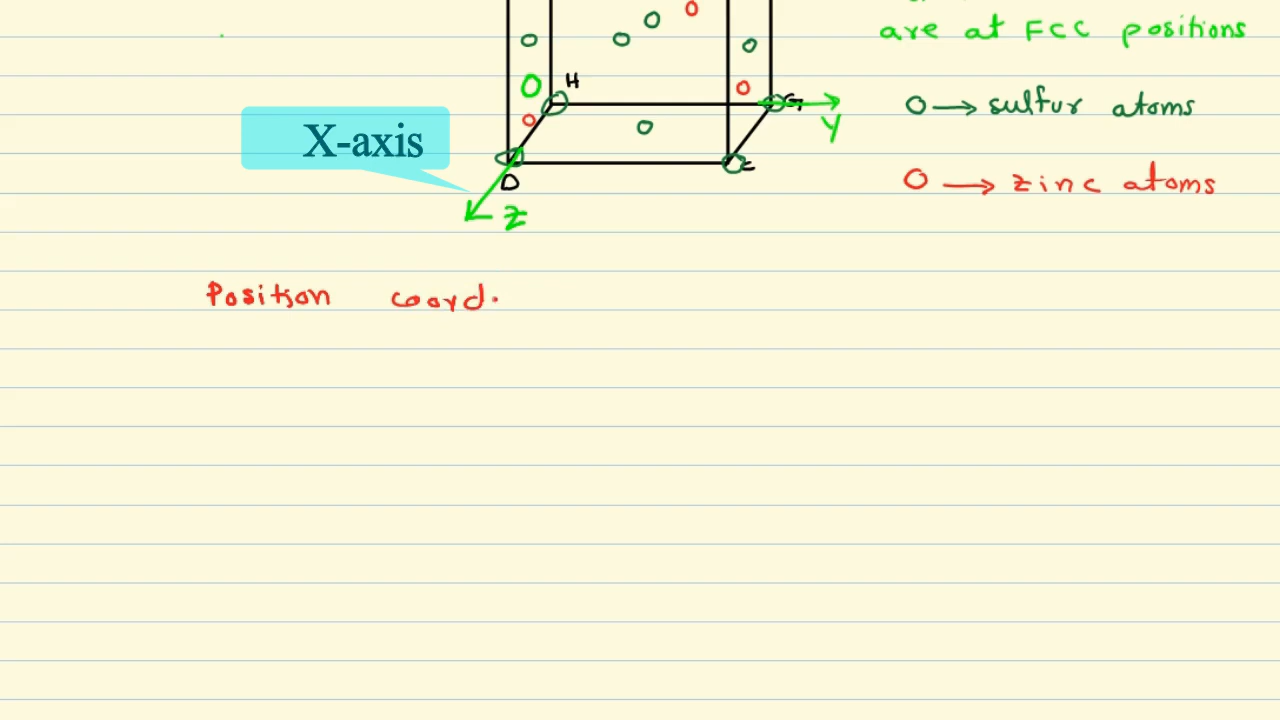 are at FCC positions
H
O
G
Y
O → sulfur atoms
X-axis
C
D
Z
O → zinc atoms
Position coord.